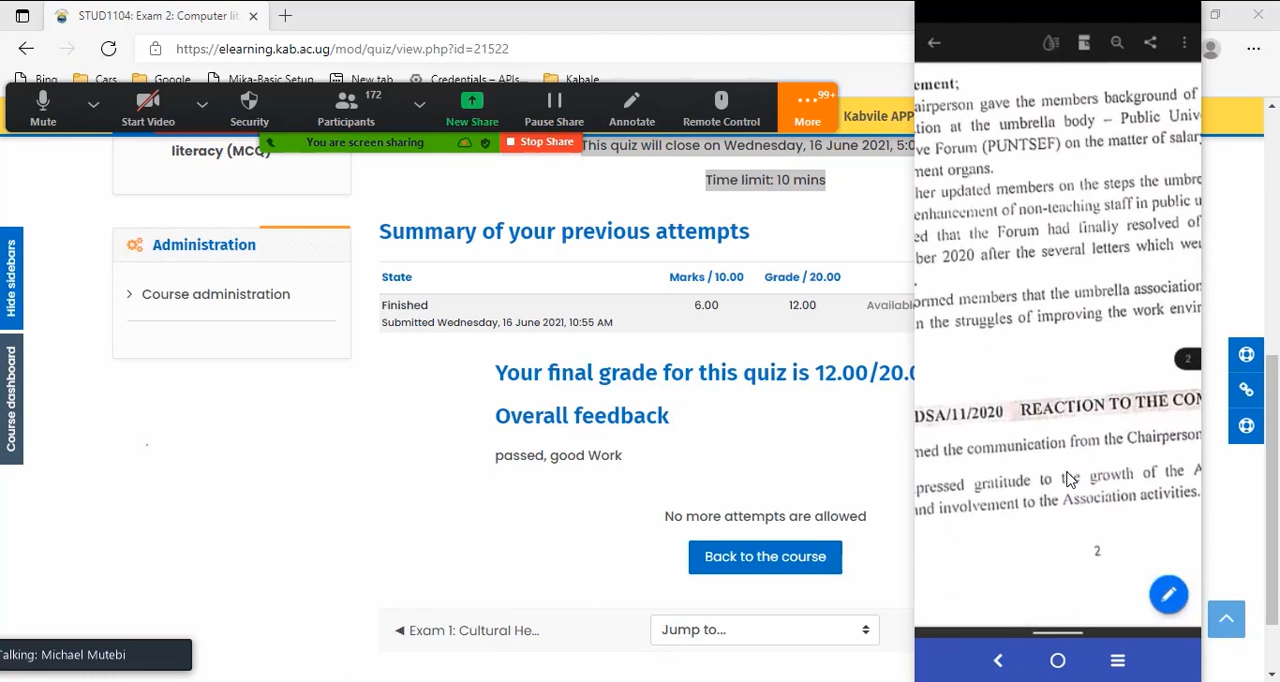 STUD1104: Exam 2: Computer lit
https://elearning.kab.ac.ug/mod/quiz/view.php?id=21522
Bing
Cars
Google
Mika-Basic Setup
New tab
Credentials – APIs...
Kabale
Mute
Start Video
Security
Participants
172
New Share
Pause Share
Annotate
Remote Control
99+
More
You are screen sharing
Stop Share
Kabvile APP
literacy (MCQ)
This quiz will close on Wednesday, 16 June 2021, 5:0
Time limit: 10 mins
Administration
Course administration
Hide sidebars
Course dashboard
Summary of your previous attempts
State
Marks / 10.00
Grade / 20.00
Finished
6.00
12.00
Availabl
Submitted Wednesday, 16 June 2021, 10:55 AM
Your final grade for this quiz is 12.00/20.0
Overall feedback
passed, good Work
No more attempts are allowed
Back to the course
◄ Exam 1: Cultural He...
Jump to...
Talking: Michael Mutebi
ement;
airperson gave the members background of
tion at the umbrella body – Public Univ
ve Forum (PUNTSEF) on the matter of salar
ment organs.
her updated members on the steps the umbre
enhancement of non-teaching staff in public u
ed that the Forum had finally resolved of
ber 2020 after the several letters which we
ormed members that the umbrella association
n the struggles of improving the work envir
2
DSA/11/2020 REACTION TO THE COM
ned the communication from the Chairperson
pressed gratitude to the growth of the A
and involvement to the Association activities.
2